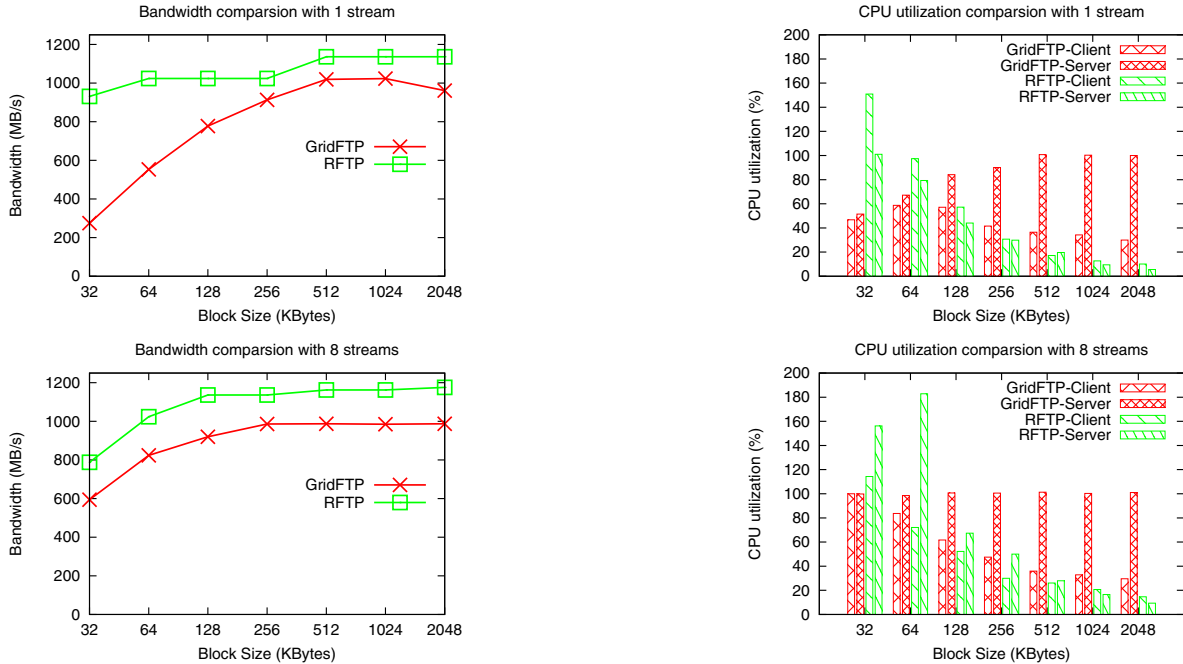 Bandwidth comparsion with 1 stream
1200
1000
800
600
400
200
0
Bandwidth (MB/s)
GridFTP
RFTP
32 64 128 256 512 1024 2048
Block Size (KBytes)
CPU utilization comparsion with 1 stream
200
180
160
140
120
100
80
60
40
20
0
CPU utilization (%)
GridFTP-Client
GridFTP-Server
RFTP-Client
RFTP-Server
32 64 128 256 512 1024 2048
Block Size (KBytes)
Bandwidth comparsion with 8 streams
1200
1000
800
600
400
200
0
Bandwidth (MB/s)
GridFTP
RFTP
32 64 128 256 512 1024 2048
Block Size (KBytes)
CPU utilization comparsion with 8 streams
200
180
160
140
120
100
80
60
40
20
0
CPU utilization (%)
GridFTP-Client
GridFTP-Server
RFTP-Client
RFTP-Server
32 64 128 256 512 1024 2048
Block Size (KBytes)